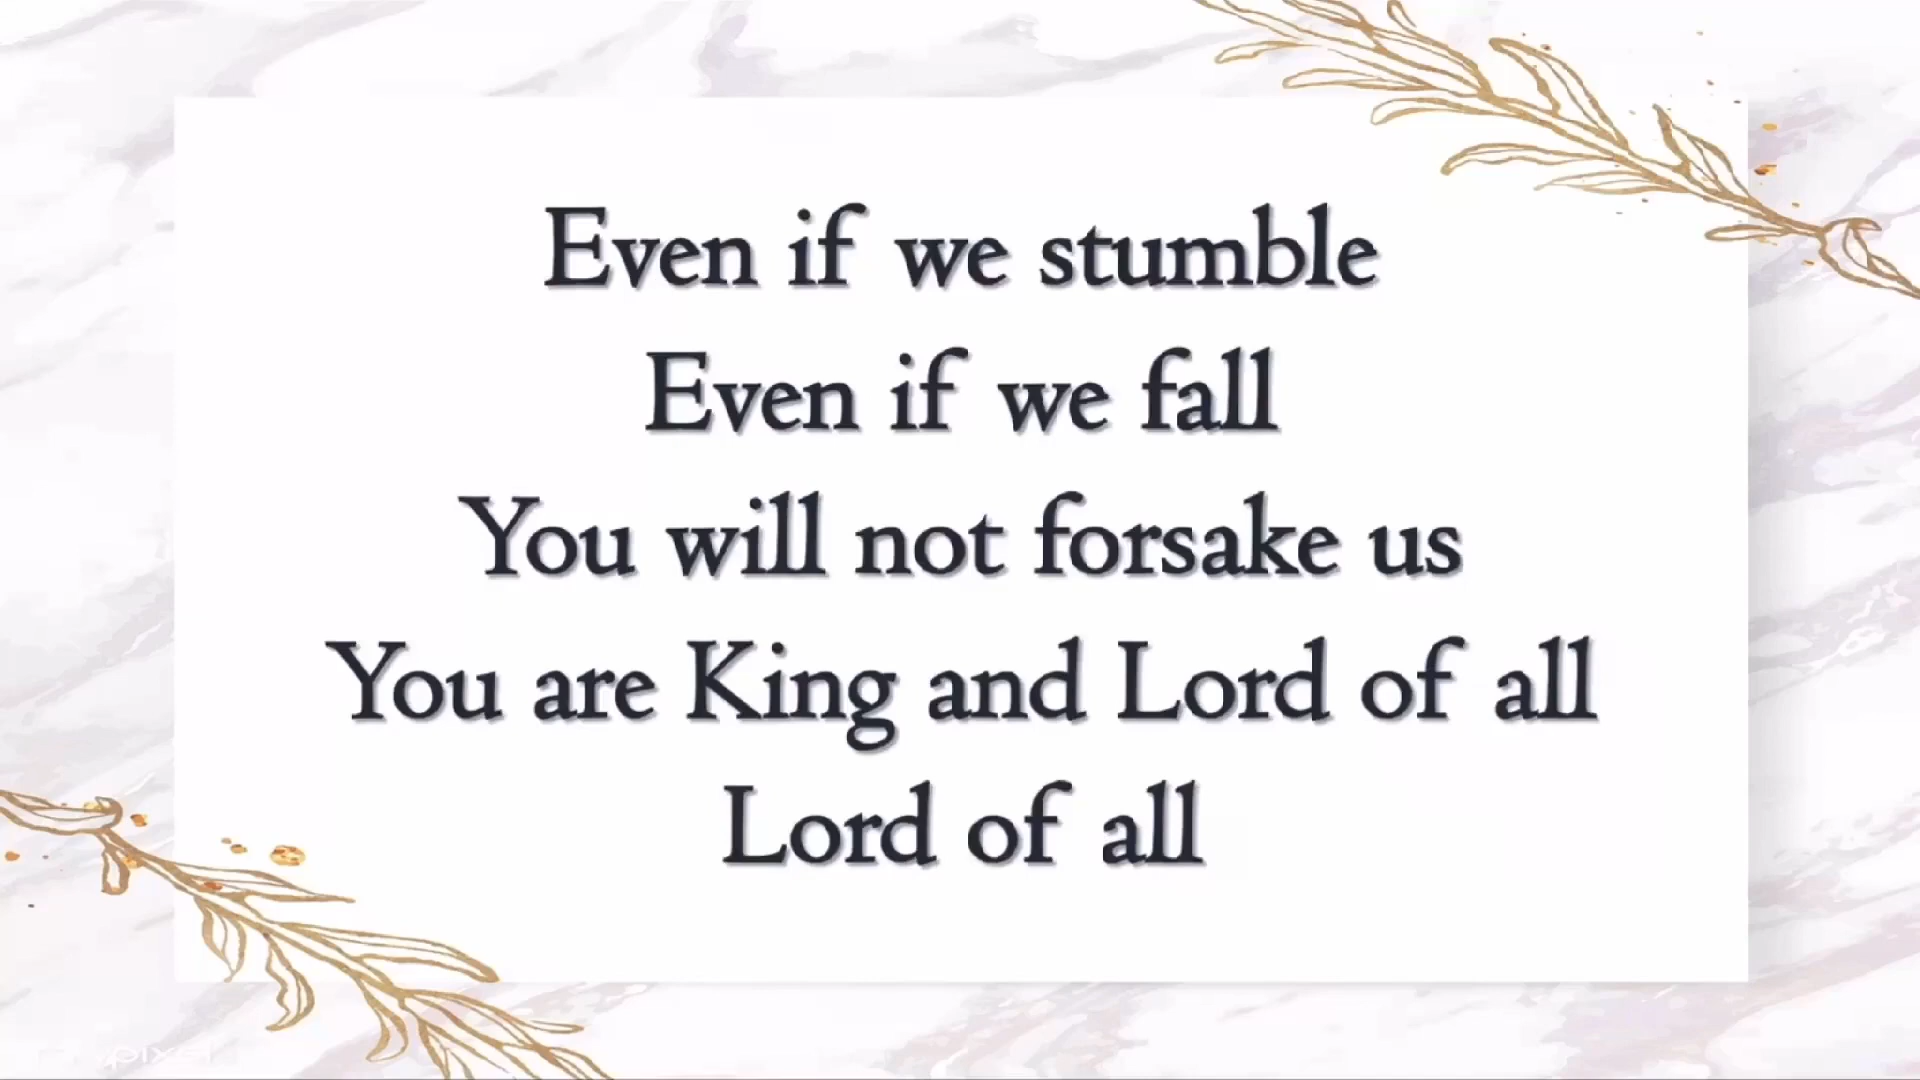 Even if we stumble
Even if we fall
You will not forsake us
You are King and Lord of all
Lord of all